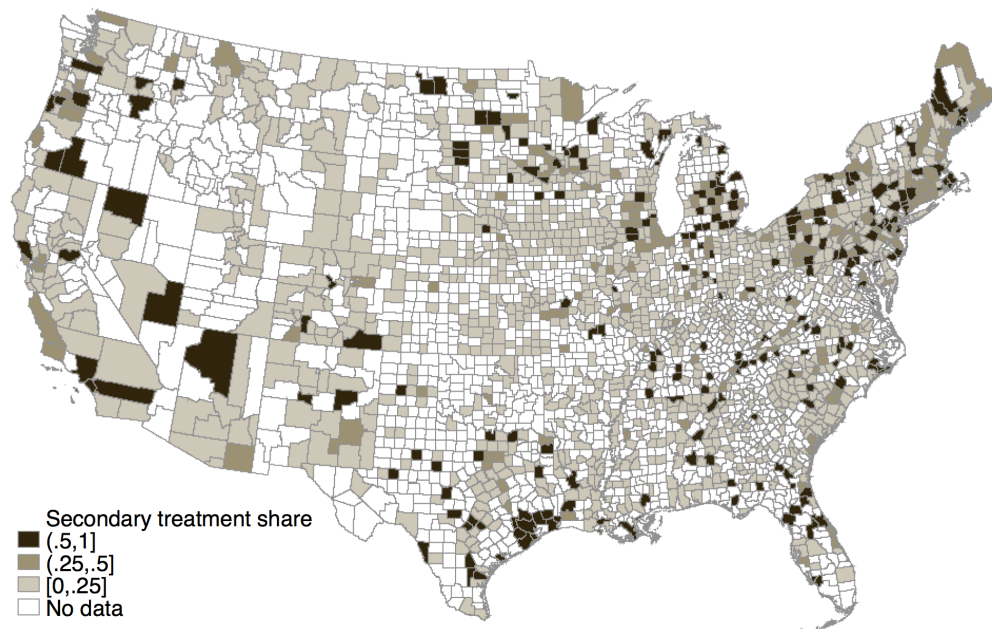 Secondary treatment share
(.5,1]
(.25,.5]
[0,.25]
No data